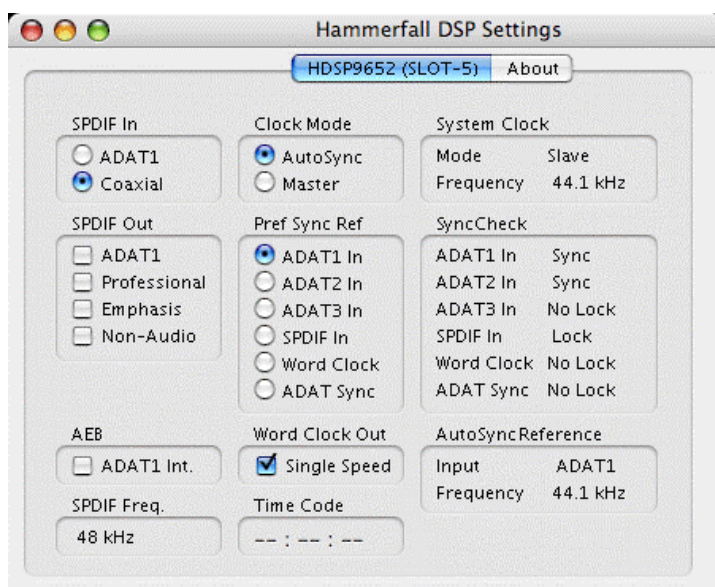 Hammerfall DSP Settings
HDSP9652 (SLOT-5) About
SPDIF In
ADAT1
Coaxial
Clock Mode
AutoSync
Master
System Clock
Mode Slave
Frequency 44.1 kHz
SPDIF Out
ADAT1
Professional
Emphasis
Non-Audio
Pref Sync Ref
ADAT1 In
ADAT2 In
ADAT3 In
SPDIF In
Word Clock
ADAT Sync
SyncCheck
ADAT1 In Sync
ADAT2 In Sync
ADAT3 In No Lock
SPDIF In Lock
Word Clock No Lock
ADAT Sync No Lock
AEB
ADAT1 Int.
Word Clock Out
Single Speed
AutoSyncReference
Input ADAT1
Frequency 44.1 kHz
SPDIF Freq.
48 kHz
Time Code
-- : -- : --